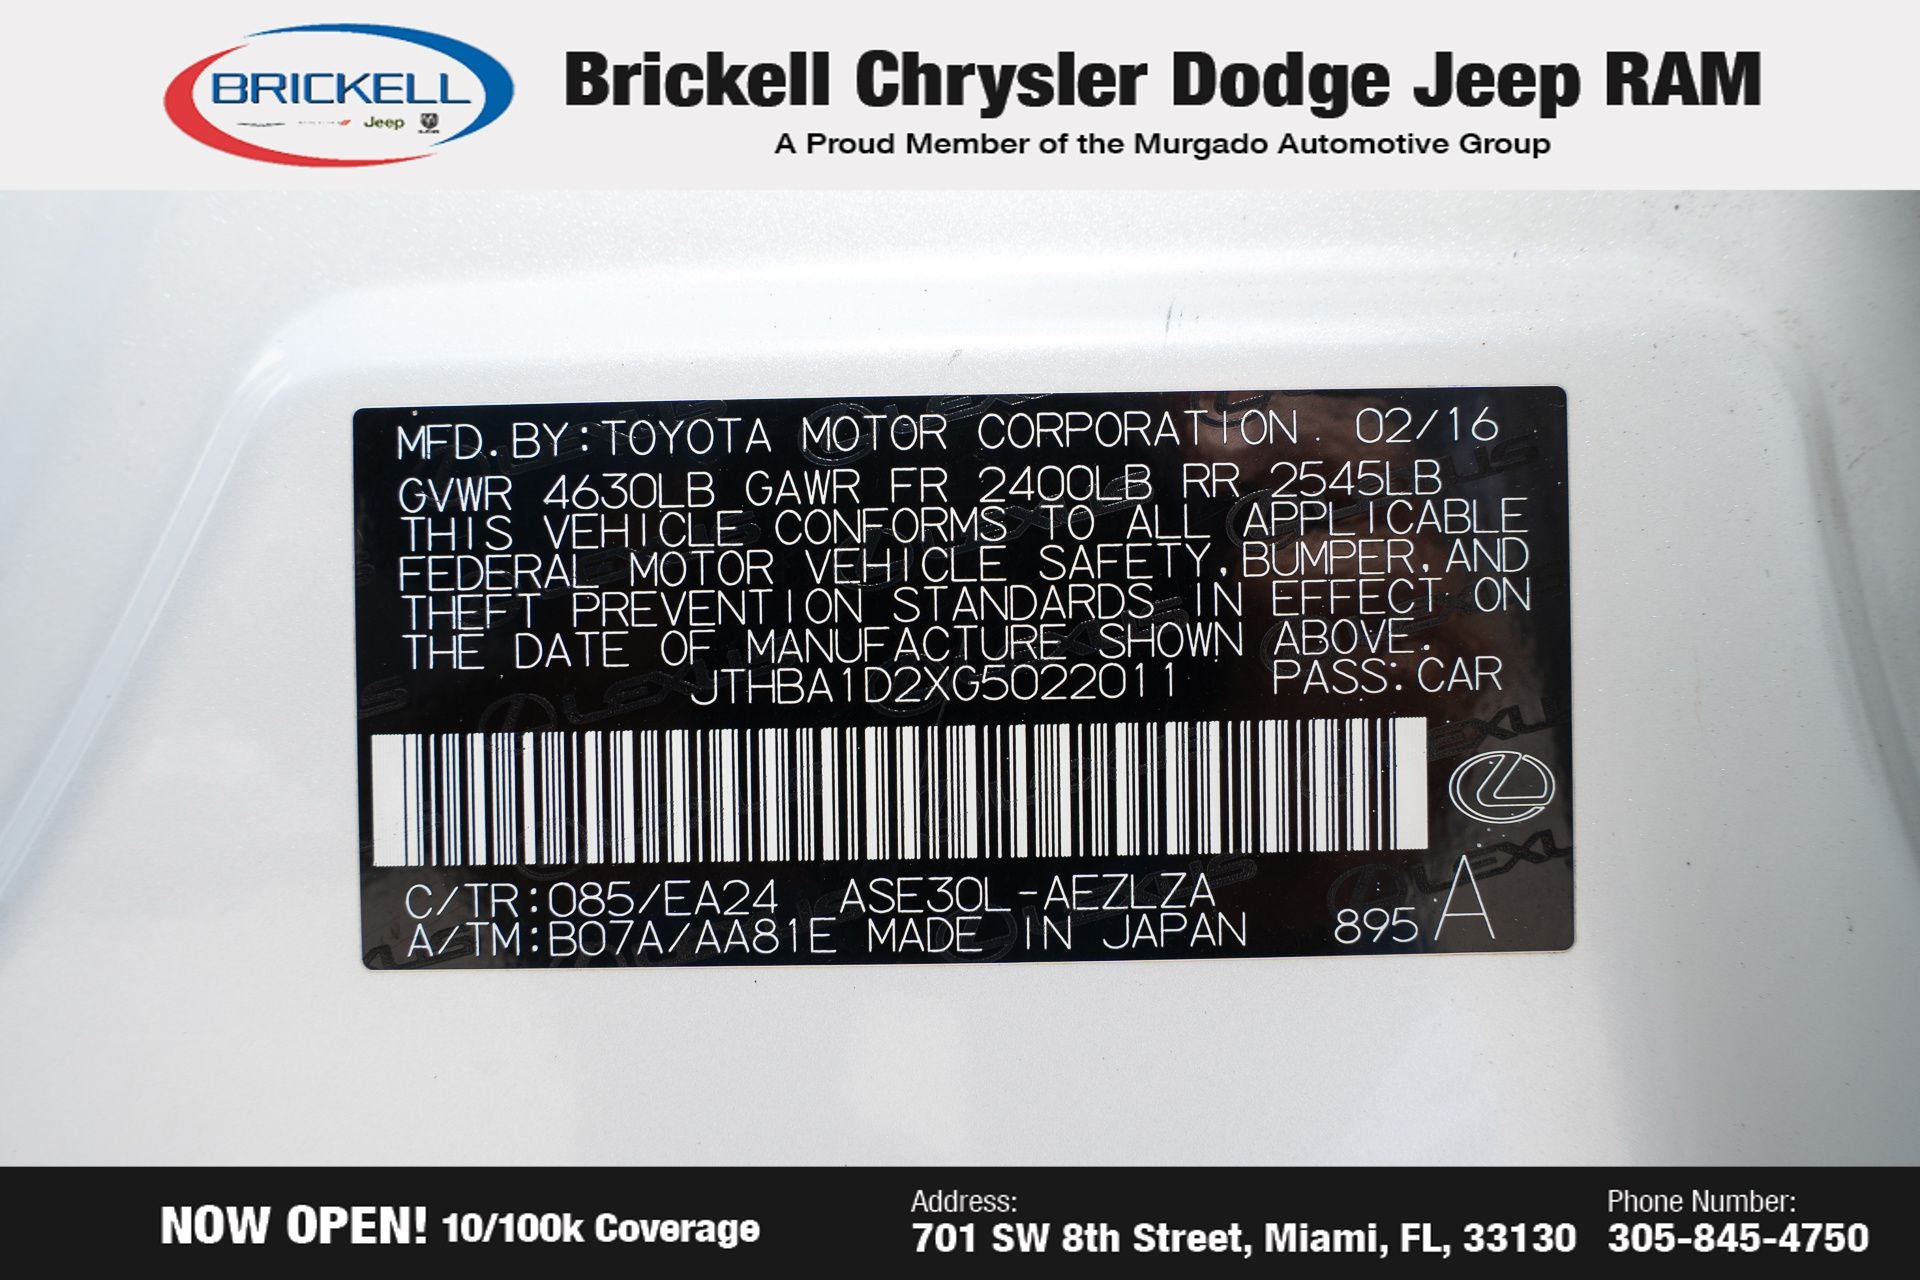 BRICKELL
Jeep
Brickell Chrysler Dodge Jeep RAM
A Proud Member of the Murgado Automotive Group
MFD. BY:TOYOTA MOTOR CORPORATION 02/16
GVWR 4630LB GAWR FR 2400LB RR 2545LB
THIS VEHICLE CONFORMS TO ALL APPLICABLE
FEDERAL MOTOR VEHICLE SAFETY, BUMPER, AND
THEFT PREVENTION STANDARDS IN EFFECT ON
THE DATE OF MANUFACTURE SHOWN ABOVE.
JTHBA1D2XG5022011 PASS:CAR
C/TR:085/EA24 ASE30L-AEZLZA
A/TM:B07A/AA81E MADE IN JAPAN 895 A
NOW OPEN! 10/100k Coverage
Address:
701 SW 8th Street, Miami, FL, 33130
Phone Number:
305-845-4750